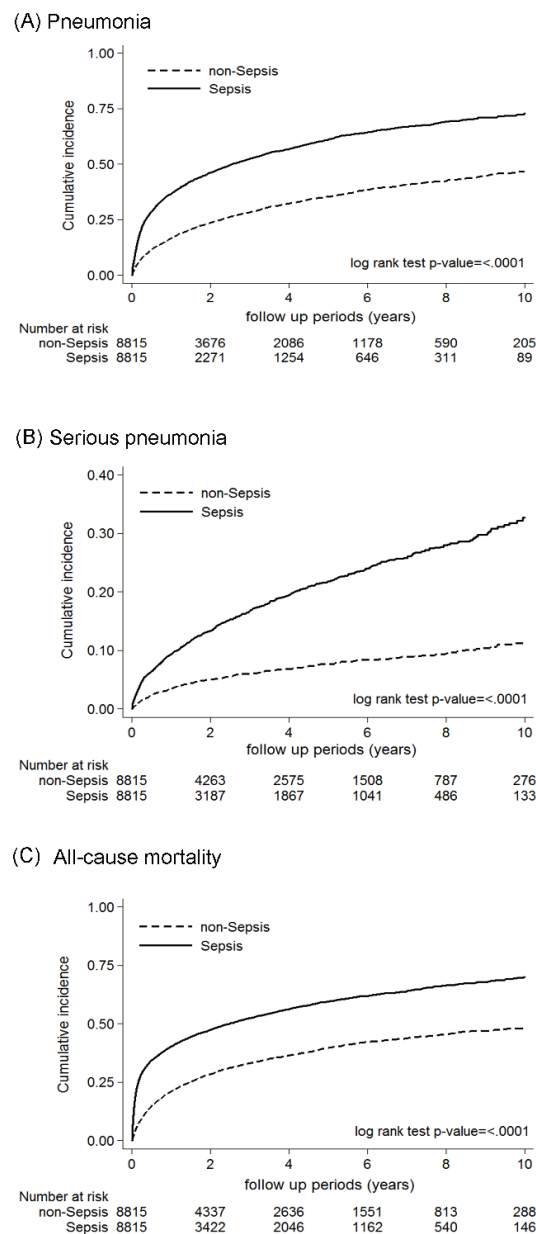 (A) Pneumonia
1.00
0.75
0.50
0.25
0.00
Cumulative incidence
non-Sepsis
Sepsis
log rank test p-value=<.0001
0 2 4 6 8 10
follow up periods (years)
Number at risk
non-Sepsis 8815 3676 2086 1178 590 205
Sepsis 8815 2271 1254 646 311 89
(B) Serious pneumonia
0.40
0.30
0.20
0.10
0.00
Cumulative incidence
non-Sepsis
Sepsis
log rank test p-value=<.0001
0 2 4 6 8 10
follow up periods (years)
Number at risk
non-Sepsis 8815 4263 2575 1508 787 276
Sepsis 8815 3187 1867 1041 486 133
(C) All-cause mortality
1.00
0.75
0.50
0.25
0.00
Cumulative incidence
non-Sepsis
Sepsis
log rank test p-value=<.0001
0 2 4 6 8 10
follow up periods (years)
Number at risk
non-Sepsis 8815 4337 2636 1551 813 288
Sepsis 8815 3422 2046 1162 540 146